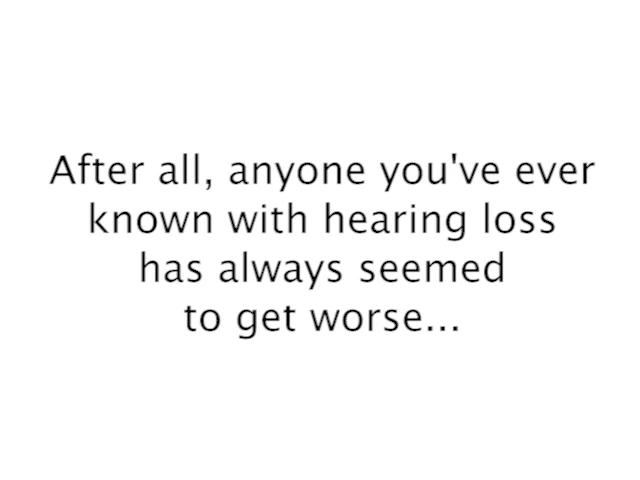 After all, anyone you've ever
known with hearing loss
has always seemed
to get worse...